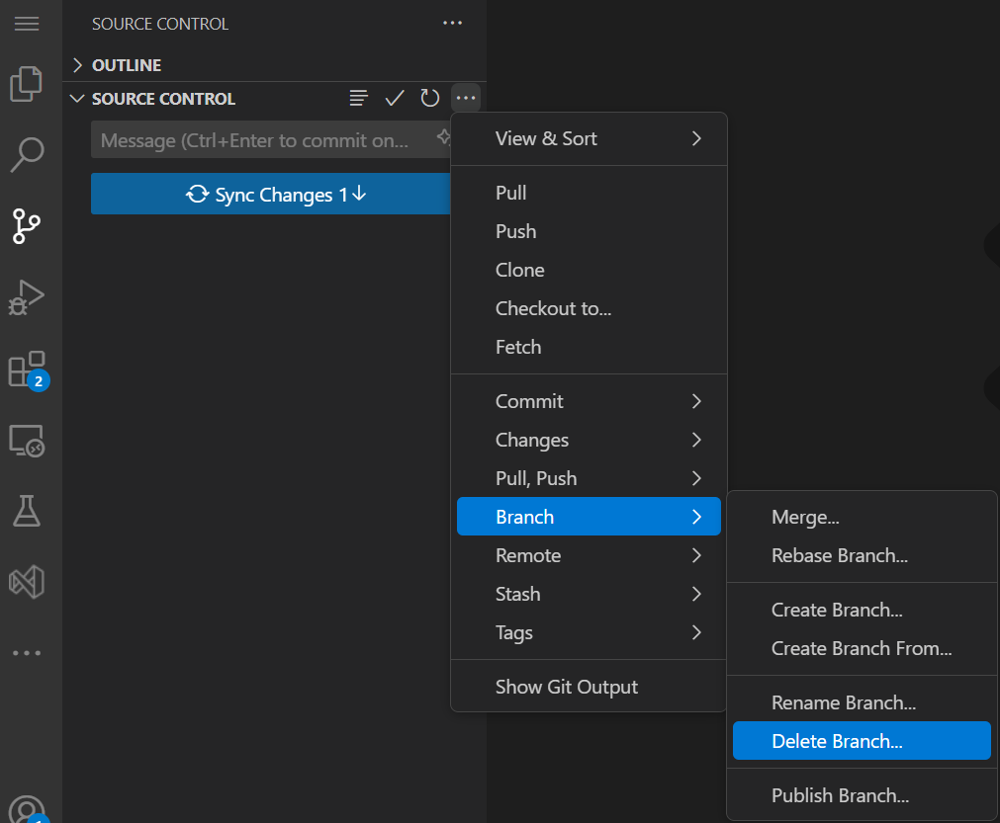 SOURCE CONTROL
OUTLINE
SOURCE CONTROL
Message (Ctrl+Enter to commit on...
Sync Changes 1↓
View & Sort
Pull
Push
Clone
Checkout to...
Fetch
Commit
Changes
Pull, Push
Branch
Remote
Stash
Tags
Show Git Output
Merge...
Rebase Branch...
Create Branch...
Create Branch From...
Rename Branch...
Delete Branch...
Publish Branch...
2